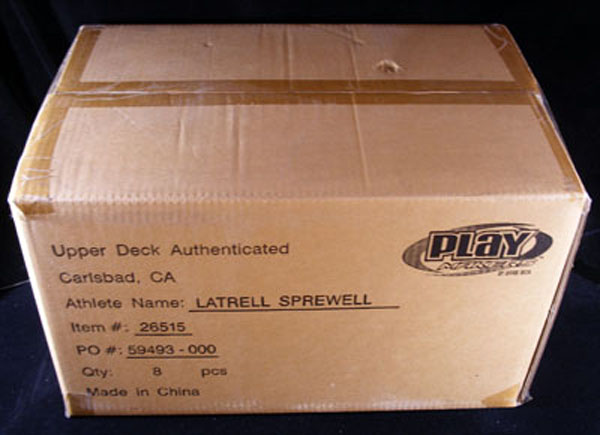 Upper Deck Authenticated
Carlsbad, CA
Athlete Name: LATRELL SPREWELL
Item #: 26515
PO #: 59493-000
Qty: 8 pcs
Made in China
PLAY
MAKERS